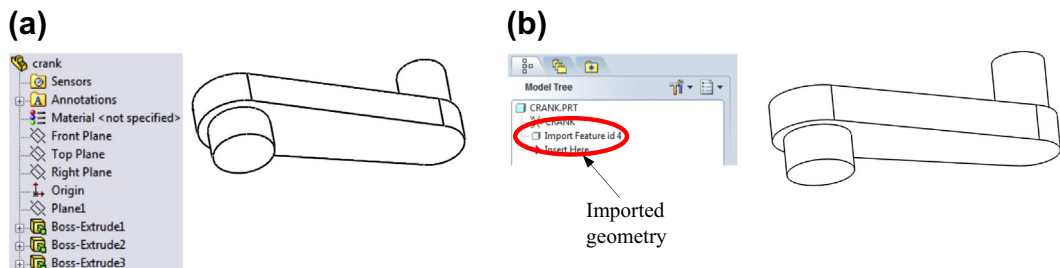 (a)
crank
Sensors
A Annotations
Material <not specified>
Front Plane
Top Plane
Right Plane
Origin
Plane1
Boss-Extrude1
Boss-Extrude2
Boss-Extrude3
(b)
Model Tree
CRANK.PRT
CRANK
Import Feature id 4
Insert Here
Imported
geometry